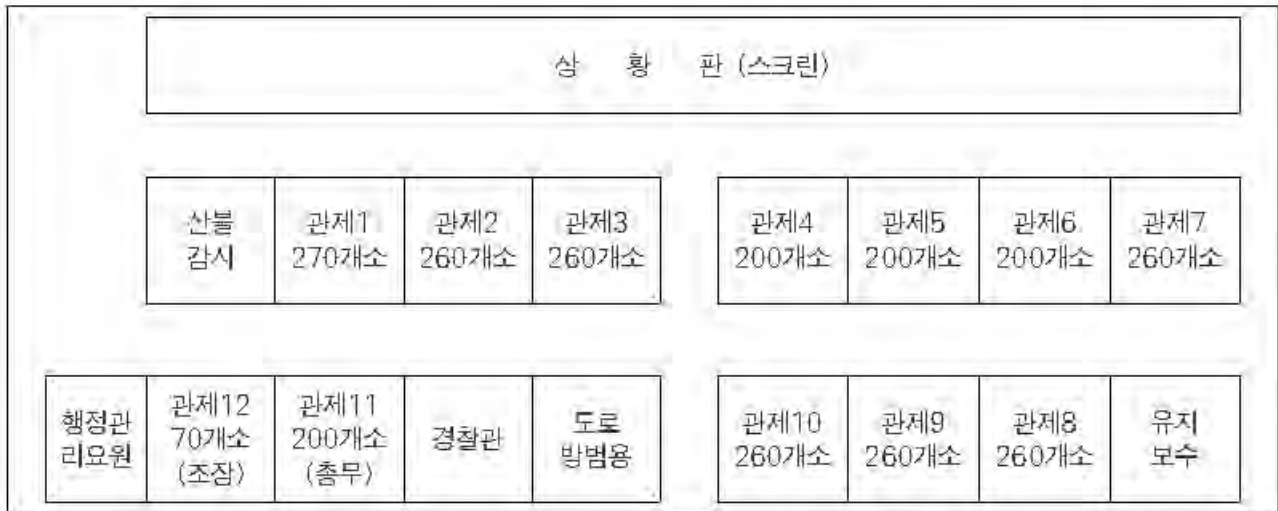 상 황 판 (스크린)
산불
감시
관제1
270개소
관제2
260개소
관제3
260개소
관제4
200개소
관제5
200개소
관제6
200개소
관제7
260개소
행정관
리요원
관제12
70개소
(조장)
관제11
200개소
(총무)
경찰관
도로
방범용
관제10
260개소
관제9
260개소
관제8
260개소
유지
보수